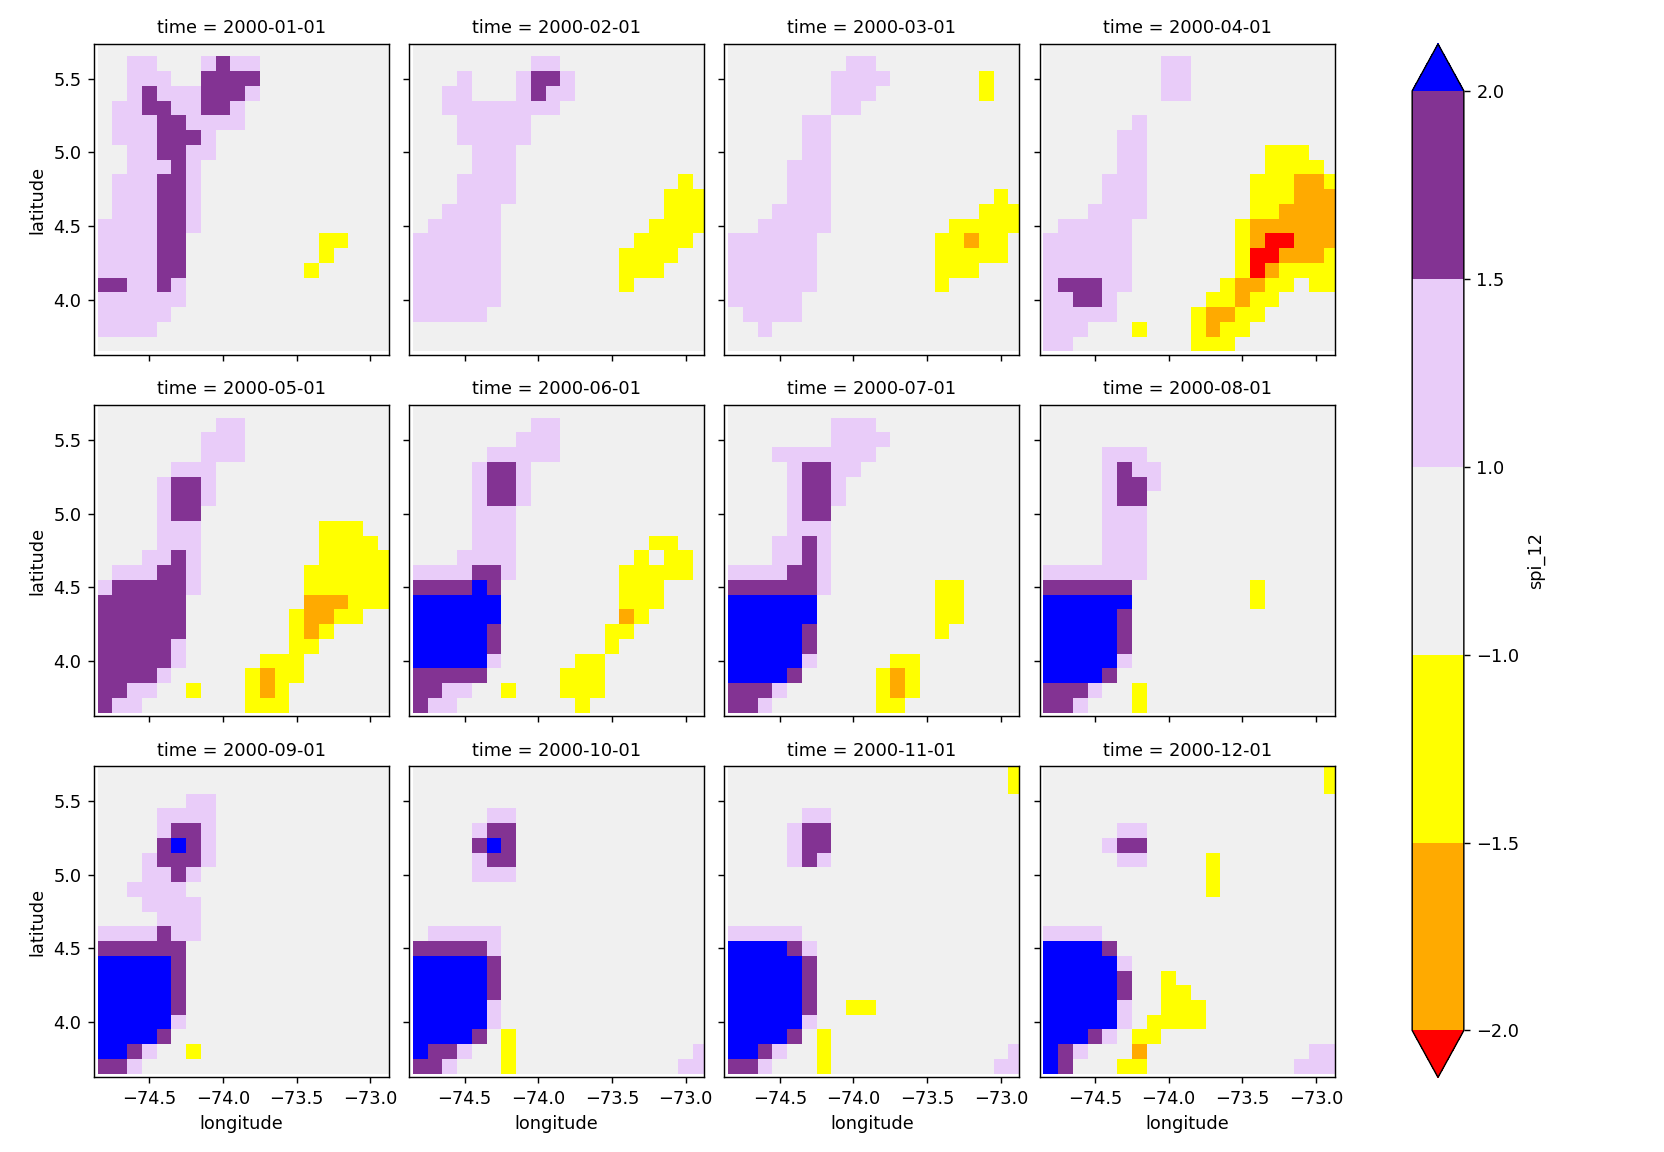 time = 2000-01-01
time = 2000-02-01
time = 2000-03-01
time = 2000-04-01
latitude
5.5
5.0
4.5
4.0
time = 2000-05-01
time = 2000-06-01
time = 2000-07-01
time = 2000-08-01
latitude
5.5
5.0
4.5
4.0
time = 2000-09-01
time = 2000-10-01
time = 2000-11-01
time = 2000-12-01
latitude
5.5
5.0
4.5
4.0
−74.5 −74.0 −73.5 −73.0
longitude
−74.5 −74.0 −73.5 −73.0
longitude
−74.5 −74.0 −73.5 −73.0
longitude
−74.5 −74.0 −73.5 −73.0
longitude
2.0
1.5
1.0
−1.0
−1.5
−2.0
spi_12